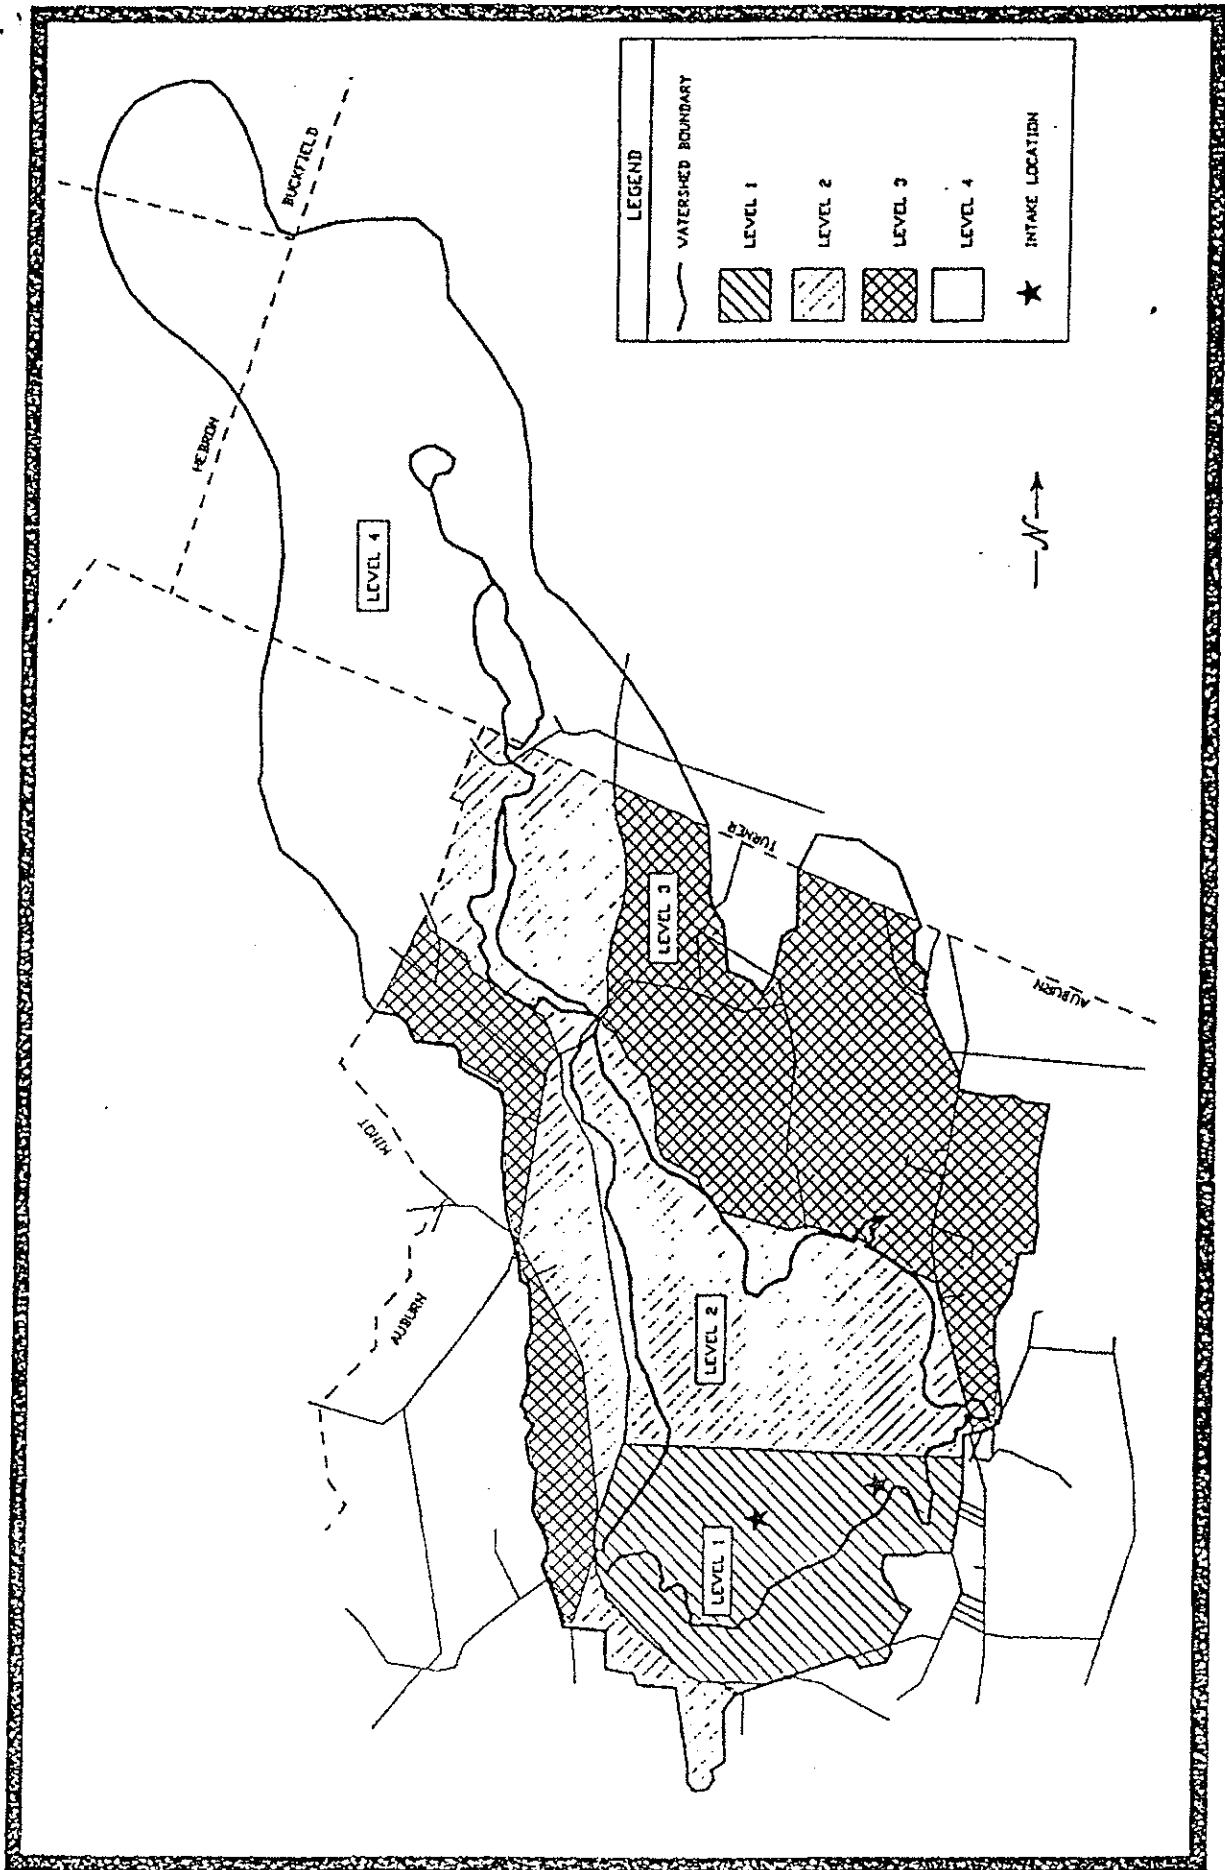 LEGEND
VATERSHED BOUNDARY
LEVEL 1
LEVEL 2
LEVEL 3
LEVEL 4
INTAKE LOCATION
BUCKFIELD
HEBRON
LEVEL 4
N
TURNER
LEVEL 3
AUBURN
MINOT
AUBURN
LEVEL 2
LEVEL 1